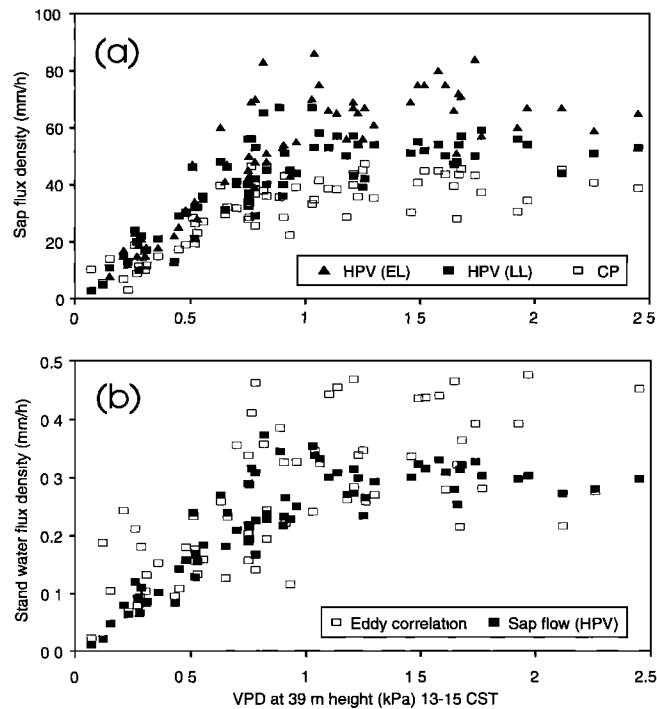 100
(a)
80
60
40
20
0
Sap flux density (mm/h)
▲ HPV (EL) ■ HPV (LL) □ CP
0 0 5 1 1 5 2 2 5
0.5
(b)
0.4
0.3
0.2
0 1
0 0
Stand water flux density (mm/h)
□ Eddy correlation ■ Sap flow (HPV)
0 0 5 1 1 5 2 2.5
VPD at 39 m height (kPa) 13-15 CST